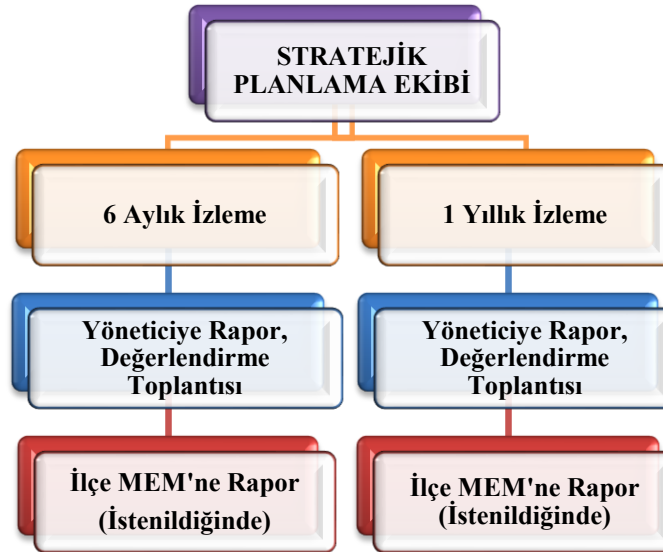 STRATEJİK
PLANLAMA EKİBİ
6 Aylık İzleme
1 Yıllık İzleme
Yöneticiye Rapor,
Değerlendirme
Toplantısı
Yöneticiye Rapor,
Değerlendirme
Toplantısı
İlçe MEM'ne Rapor
(İstenildiğinde)
İlçe MEM'ne Rapor
(İstenildiğinde)